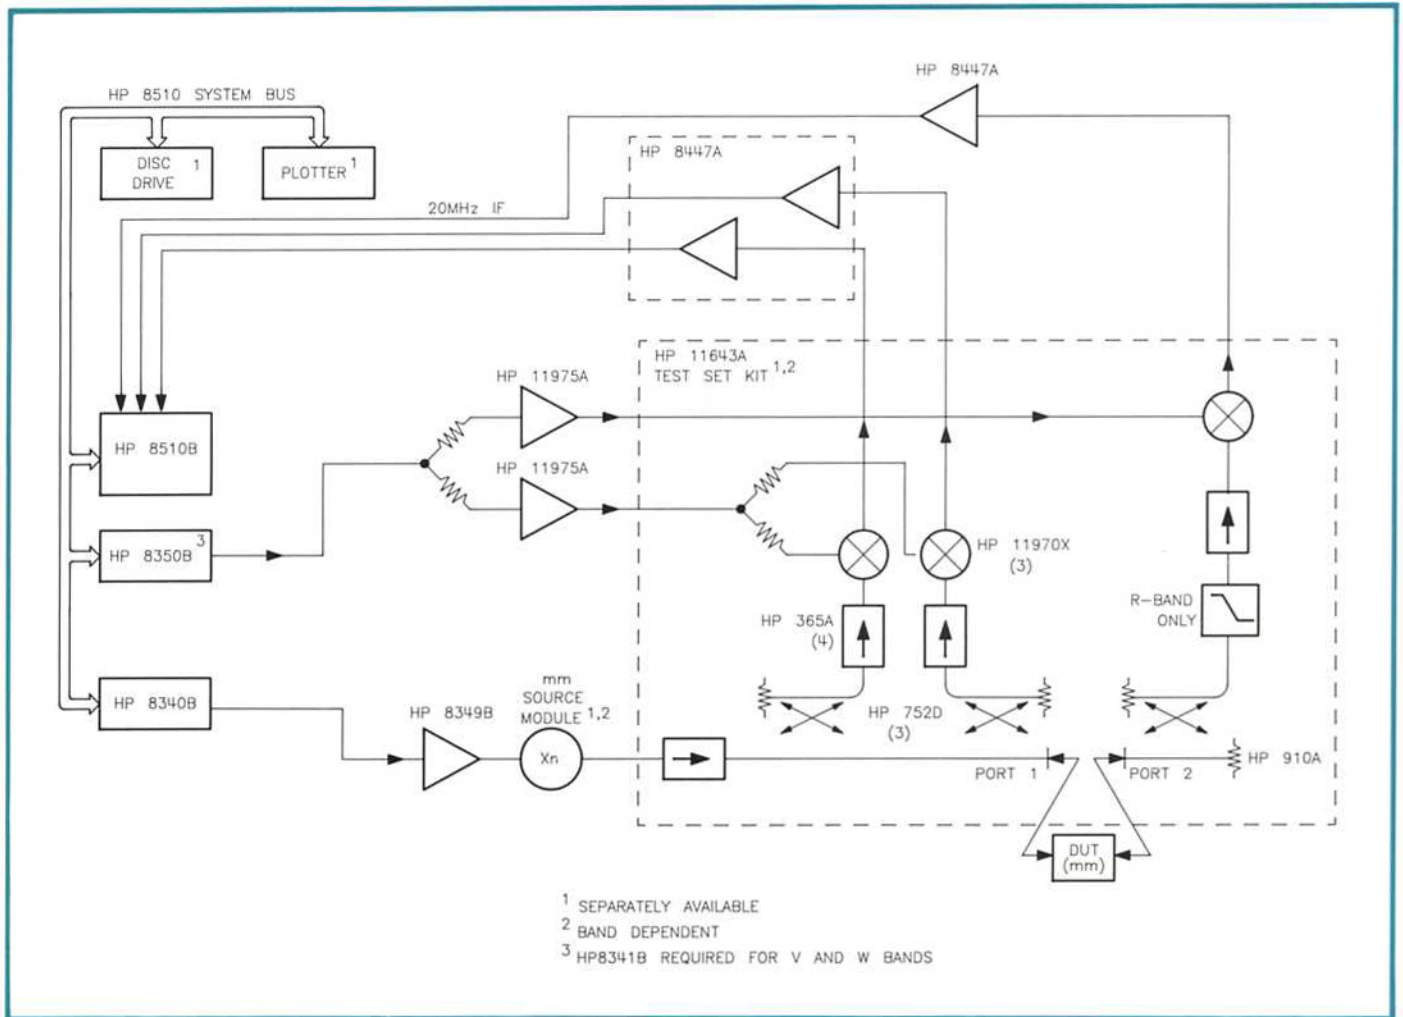 HP 8447A
HP 8510 SYSTEM BUS
DISC
DRIVE 1
PLOTTER 1
HP 8447A
20MHz IF
HP 11643A
TEST SET KIT 1,2
HP 11975A
HP 8510B
HP 11975A
HP 8350B 3
HP 11970X
(3)
R-BAND
ONLY
HP 365A
(4)
HP 8340B
mm
SOURCE
MODULE 1,2
HP 8349B
HP 752D
(3)
Xn
PORT 1
PORT 2
HP 910A
DUT
(mm)
1 SEPARATELY AVAILABLE
2 BAND DEPENDENT
3 HP8341B REQUIRED FOR V AND W BANDS